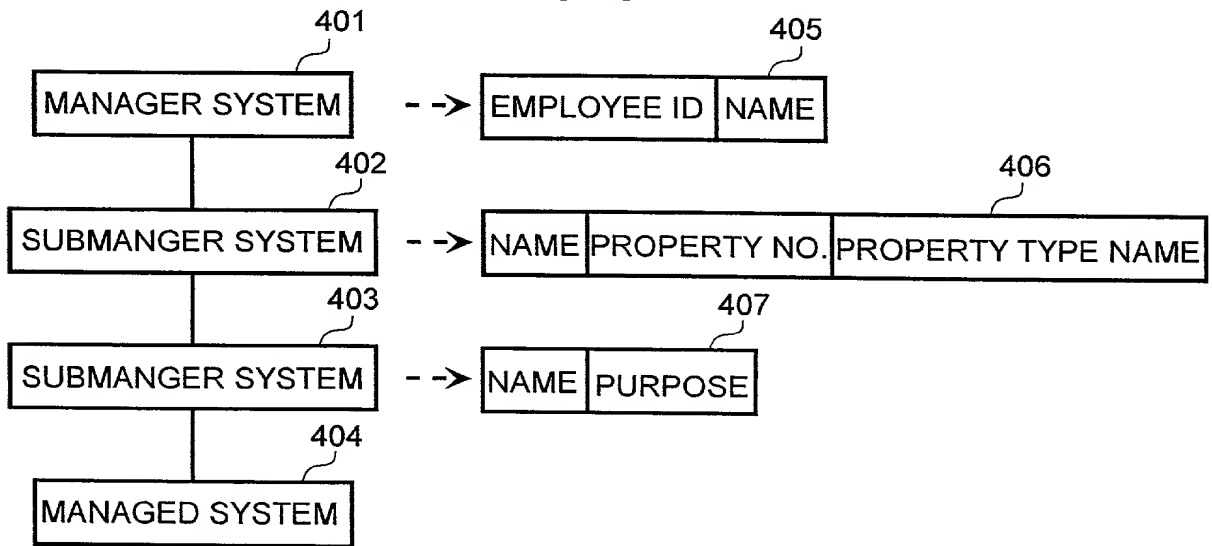 401
405
MANAGER SYSTEM
EMPLOYEE ID NAME
402
406
SUBMANGER SYSTEM
NAME PROPERTY NO. PROPERTY TYPE NAME
403
407
SUBMANGER SYSTEM
NAME PURPOSE
404
MANAGED SYSTEM